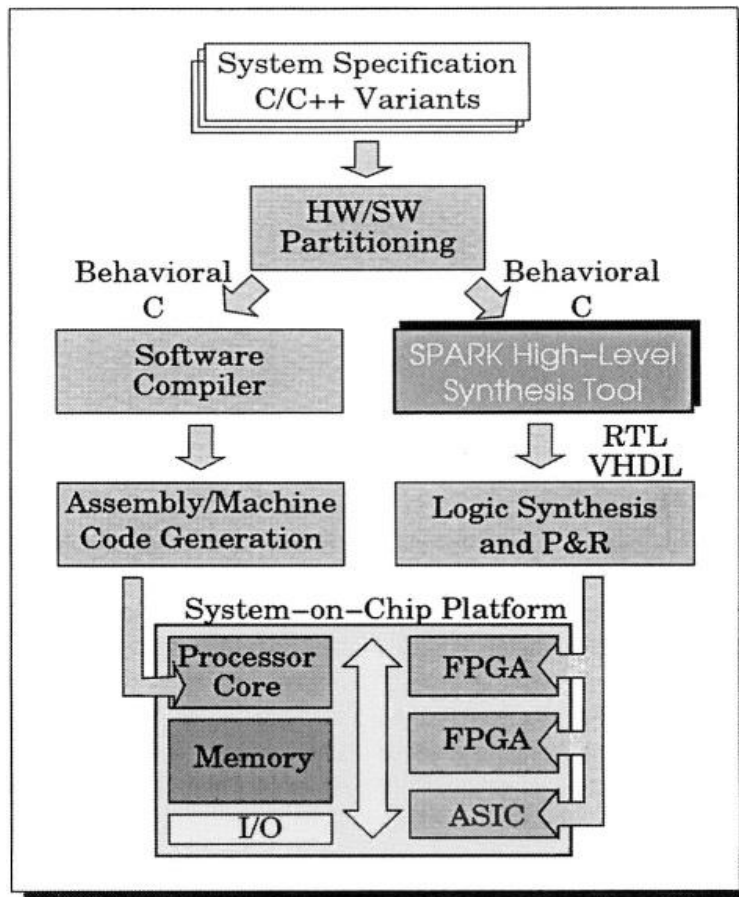 System Specification
C/C++ Variants
HW/SW
Partitioning
Behavioral
C
Behavioral
C
Software
Compiler
SPARK High–Level
Synthesis Tool
RTL
VHDL
Assembly/Machine
Code Generation
Logic Synthesis
and P&R
System–on–Chip Platform
Processor
Core
FPGA
Memory
FPGA
I/O
ASIC